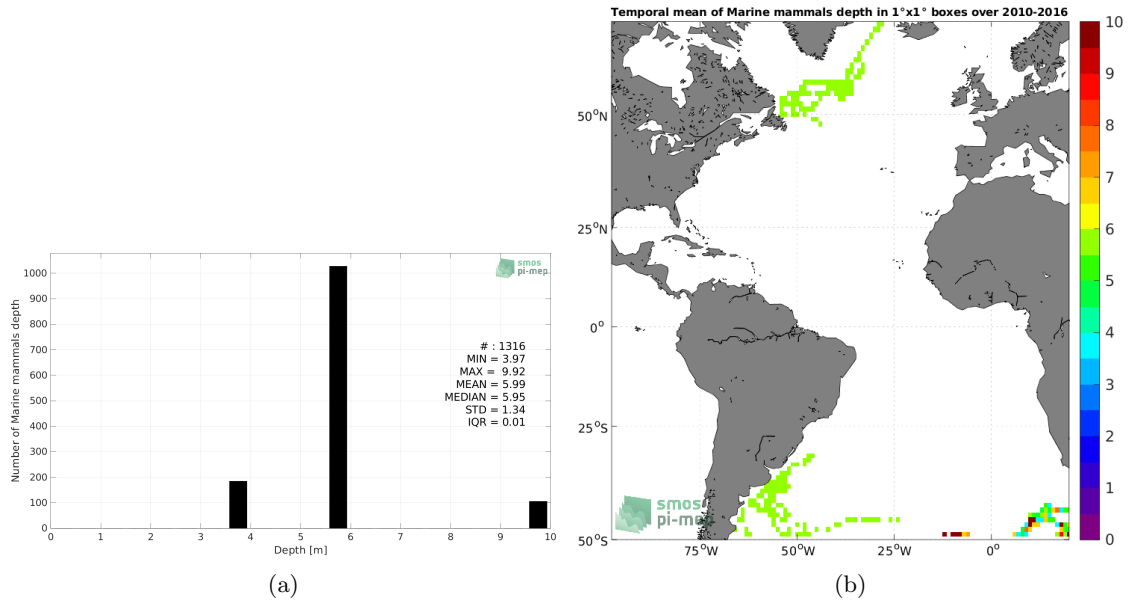 Temporal mean of Marine mammals depth in 1°x1° boxes over 2010-2016
Number of Marine mammals depth
1000
900
800
700
600
500
400
300
200
100
0
smos
pi-mep
# : 1316
MIN = 3.97
MAX = 9.92
MEAN = 5.99
MEDIAN = 5.95
STD = 1.34
IQR = 0.01
0 1 2 3 4 5 6 7 8 9 10
Depth [m]
(a)
50°N
25°N
0°
25°S
50°S
smos
pi-mep
75°W 50°W 25°W 0°
10
9
8
7
6
5
4
3
2
1
0
(b)